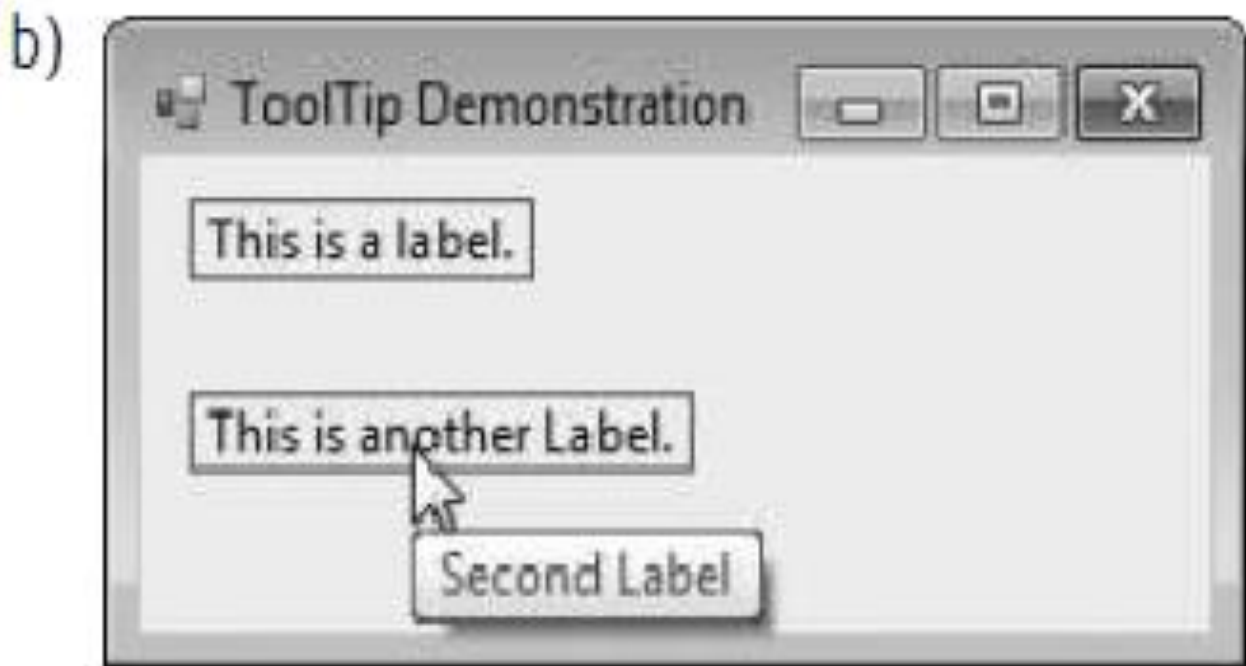 b)
ToolTip Demonstration
This is a label.
This is another Label.
Second Label